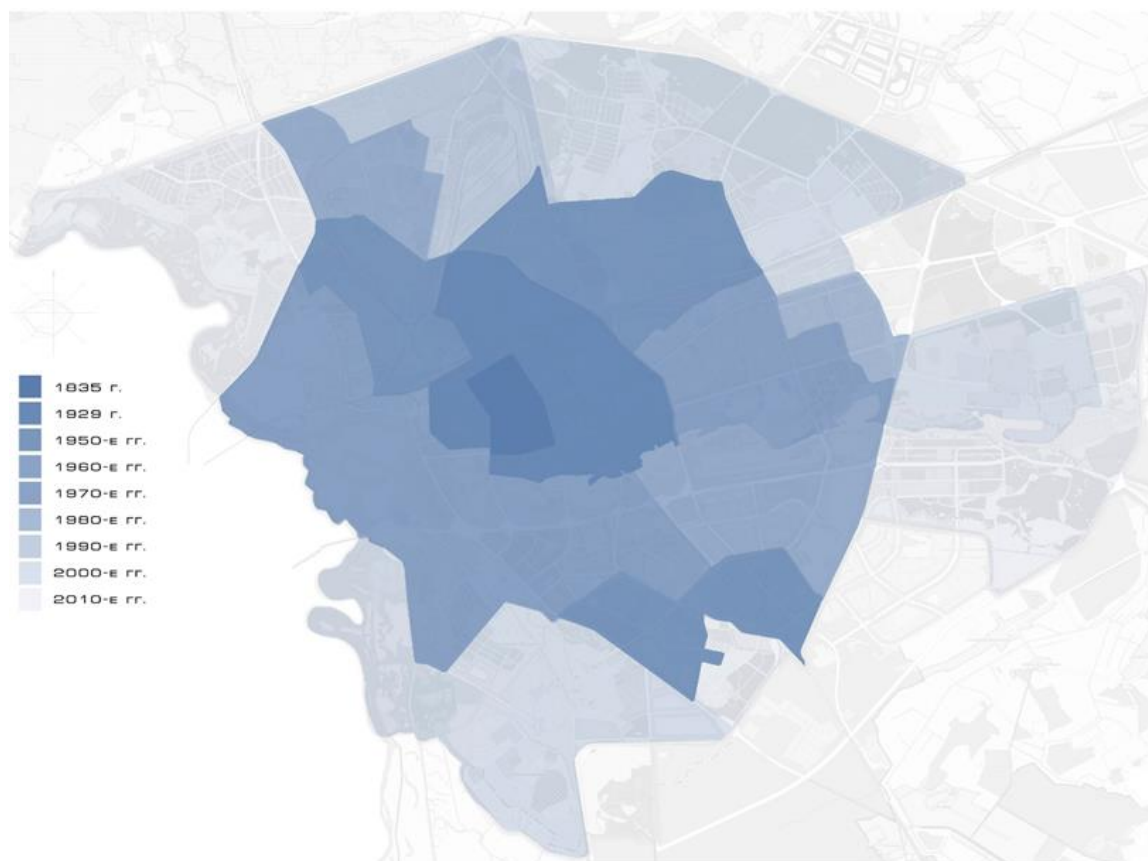 1835 г.
1929 г.
1950-е гг.
1960-е гг.
1970-е гг.
1980-е гг.
1990-е гг.
2000-е гг.
2010-е гг.